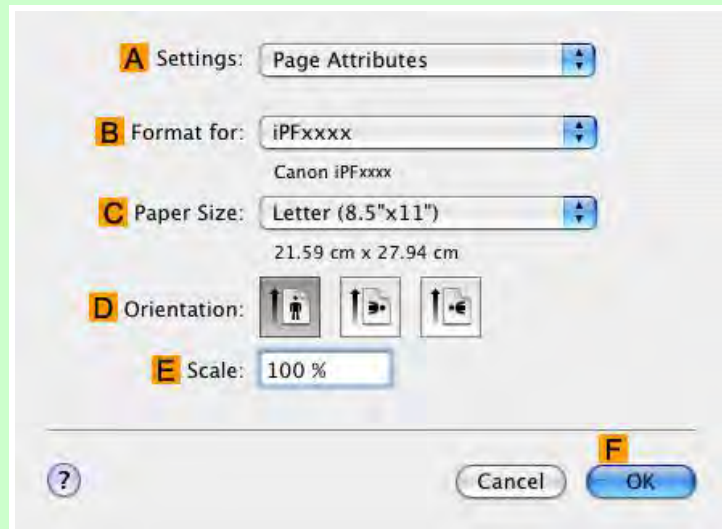 A Settings: Page Attributes
B Format for: iPFxxxx
Canon iPFxxxx
C Paper Size: Letter (8.5"x11")
21.59 cm x 27.94 cm
D Orientation:
E Scale: 100 %
F
? Cancel OK